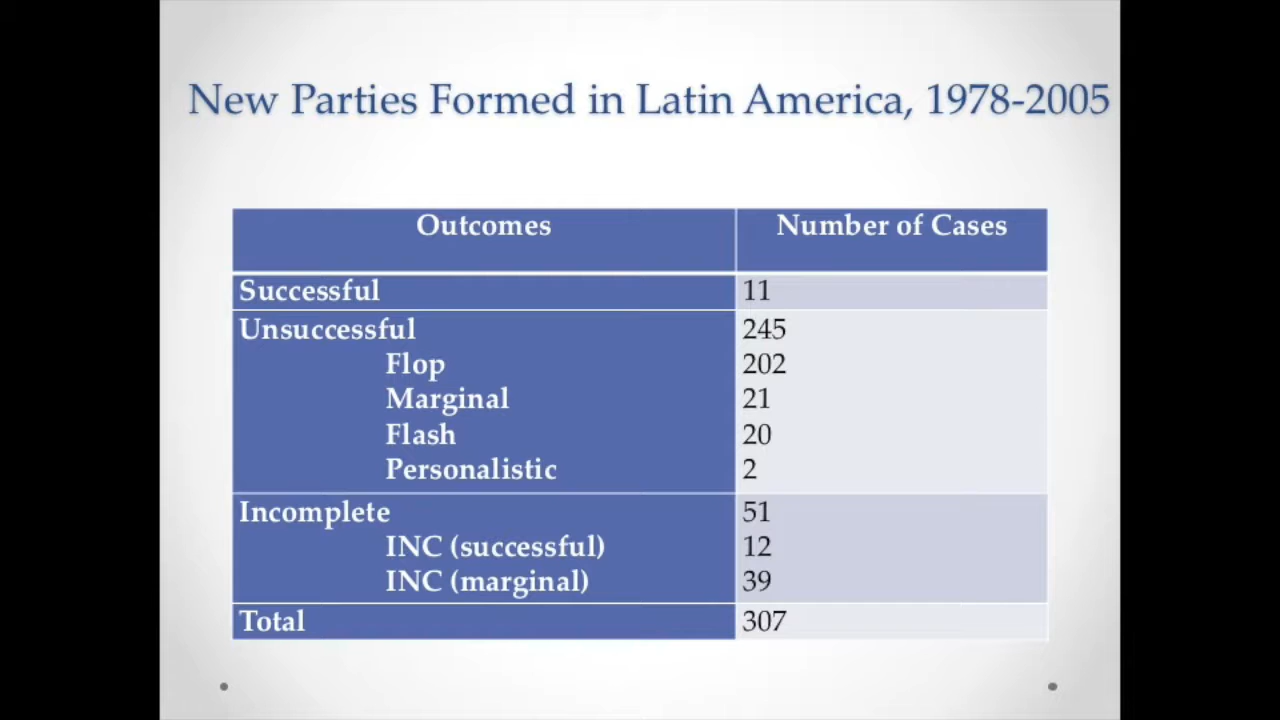 New Parties Formed in Latin America, 1978-2005
Outcomes Number of Cases
Successful 11
Unsuccessful 245
Flop 202
Marginal 21
Flash 20
Personalistic 2
Incomplete 51
INC (successful) 12
INC (marginal) 39
Total 307